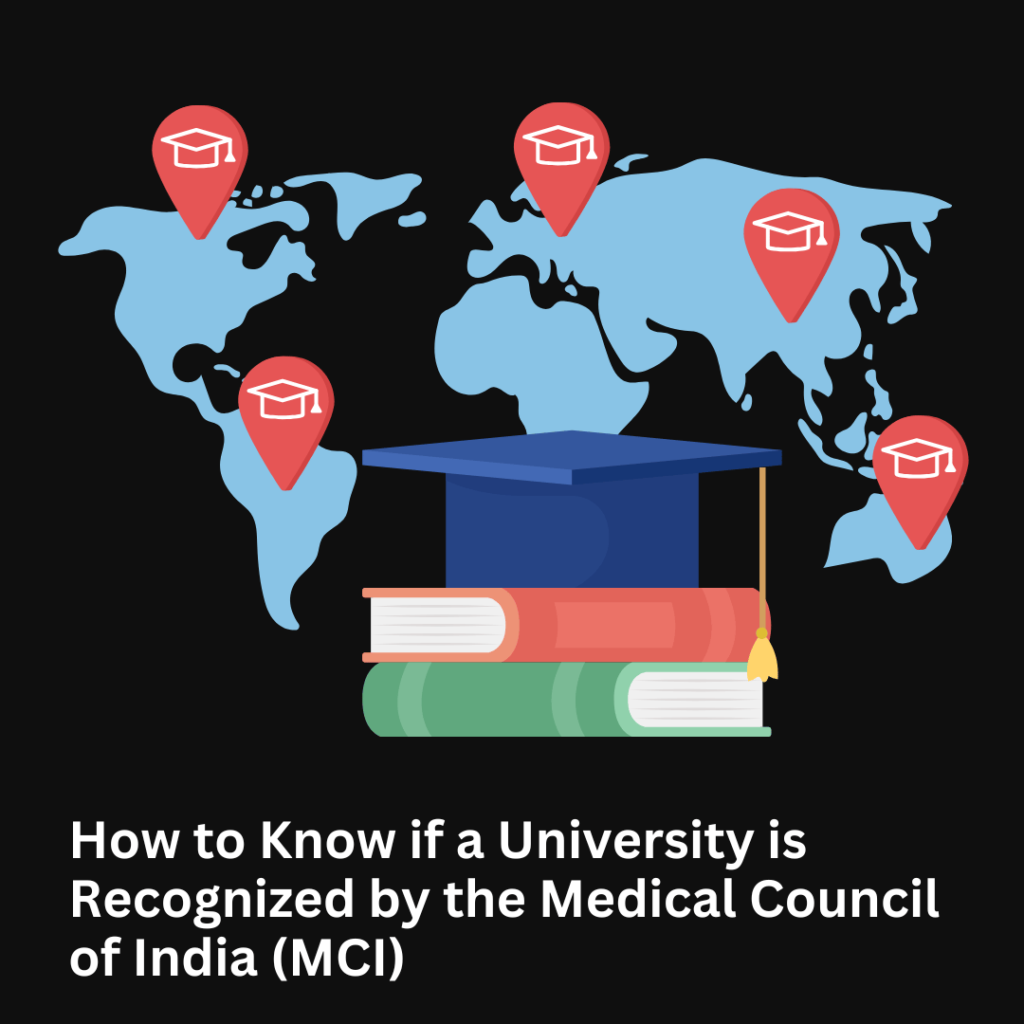 How to Know if a University is
Recognized by the Medical Council
of India (MCI)